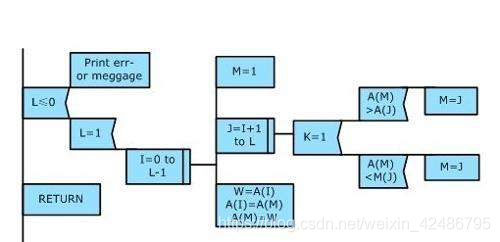 Print err-
or meggage
L≤0
L=1
I=0 to
L-1
RETURN
M=1
J=I+1
to L
K=1
A(M)
>A(J)
M=J
A(M)
<M(J)
M=J
W=A(I)
A(I)=A(M)
A(M)=W
https://blog.csdn.net/weixin_42486795